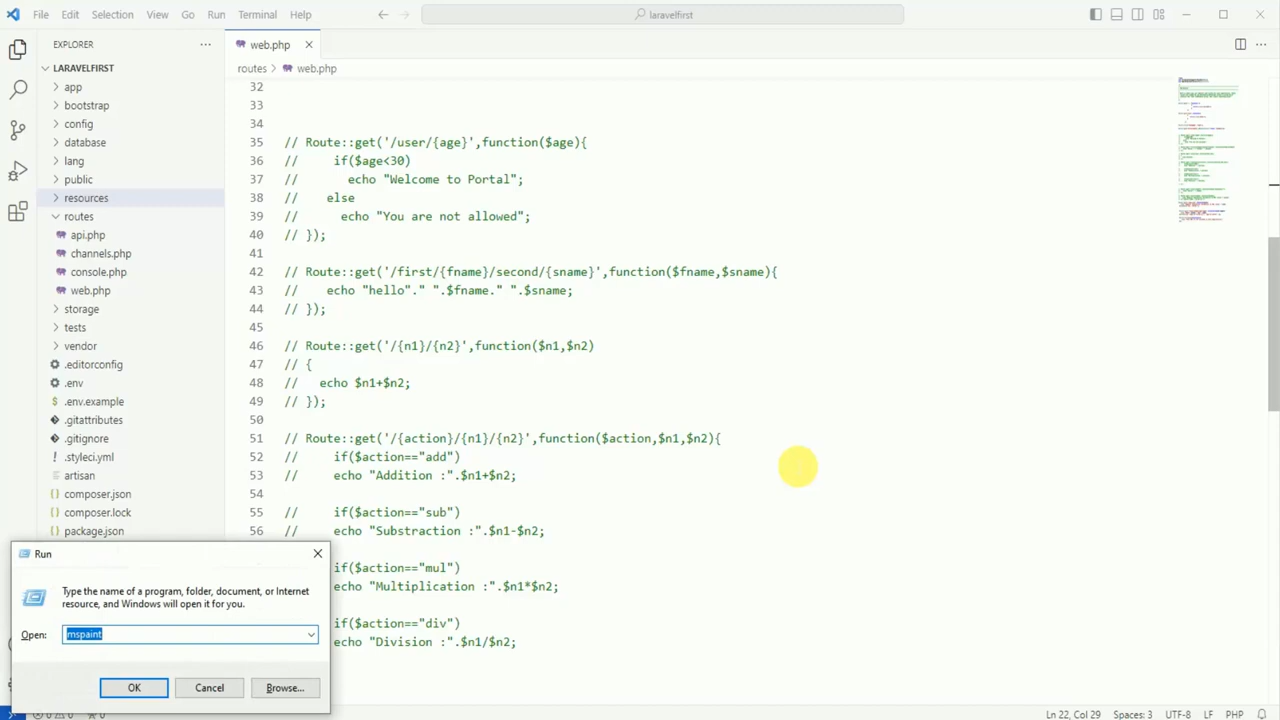 File Edit Selection View Go Run Terminal Help
laravelfirst
EXPLORER
web.php
LARAVELFIRST
routes > web.php
app
bootstrap
config
database
lang
public
resources
routes
api.php
channels.php
console.php
web.php
storage
tests
vendor
.editorconfig
.env
.env.example
.gitattributes
.gitignore
.styleci.yml
artisan
composer.json
composer.lock
package.json
32
33
34
35 // Route::get('/user/{age}',function($age){
36 // if($age<30)
37 // echo "Welcome to Portal";
38 // else
39 // echo "You are not allowed";
40 // });
41
42 // Route::get('/first/{fname}/second/{sname}',function($fname,$sname){
43 // echo "hello"." ".$fname." ".$sname;
44 // });
45
46 // Route::get('/{n1}/{n2}',function($n1,$n2)
47 // {
48 // echo $n1+$n2;
49 // });
50
51 // Route::get('/{action}/{n1}/{n2}',function($action,$n1,$n2){
52 // if($action=="add")
53 // echo "Addition :".$n1+$n2;
54
55 // if($action=="sub")
56 // echo "Substraction :".$n1-$n2;
if($action=="mul")
echo "Multiplication :".$n1*$n2;
if($action=="div")
echo "Division :".$n1/$n2;
Run
Type the name of a program, folder, document, or Internet
resource, and Windows will open it for you.
Open: mspaint
OK Cancel Browse...
0 0 0
Ln 22, Col 29 Spaces: 3 UTF-8 LF PHP